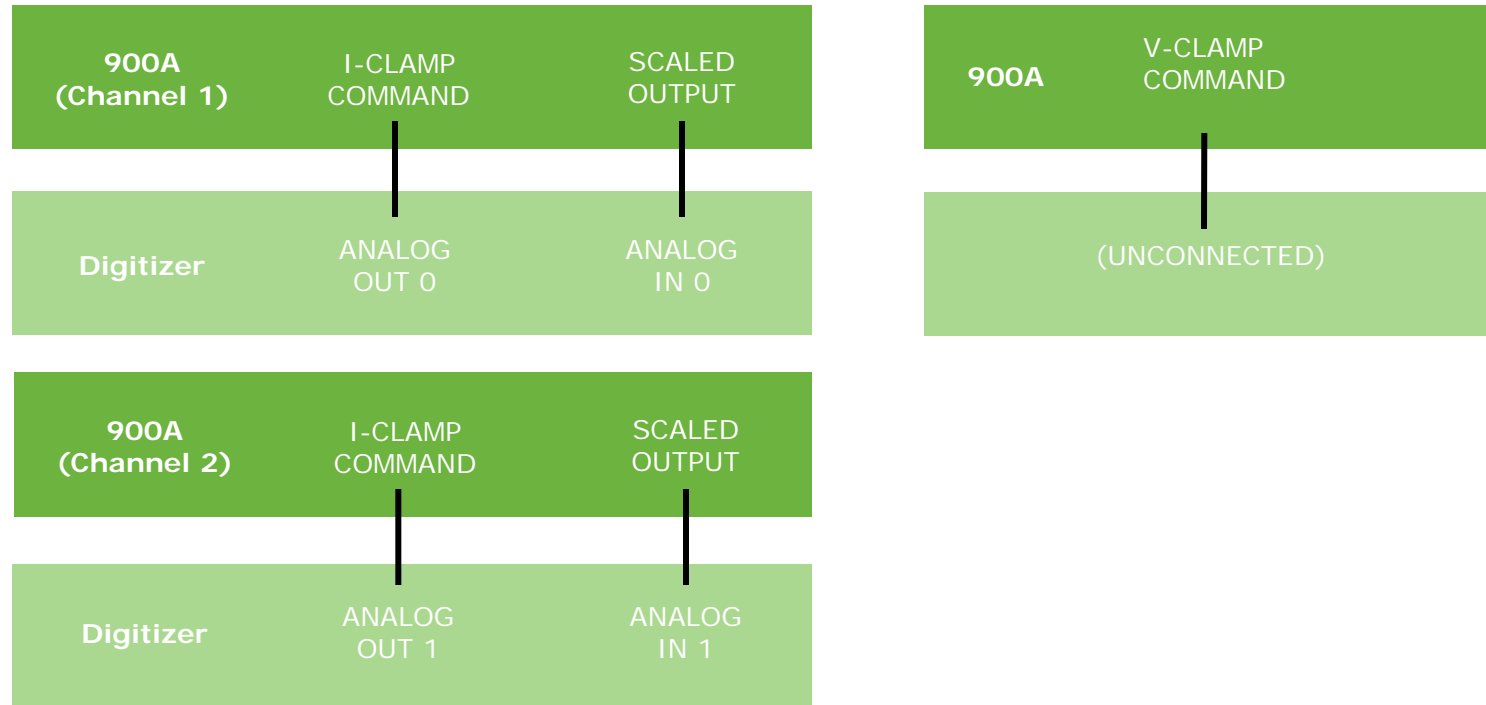 900A
(Channel 1)
I-CLAMP
COMMAND
SCALED
OUTPUT
Digitizer
ANALOG
OUT 0
ANALOG
IN 0
900A
V-CLAMP
COMMAND
(UNCONNECTED)
900A
(Channel 2)
I-CLAMP
COMMAND
SCALED
OUTPUT
Digitizer
ANALOG
OUT 1
ANALOG
IN 1